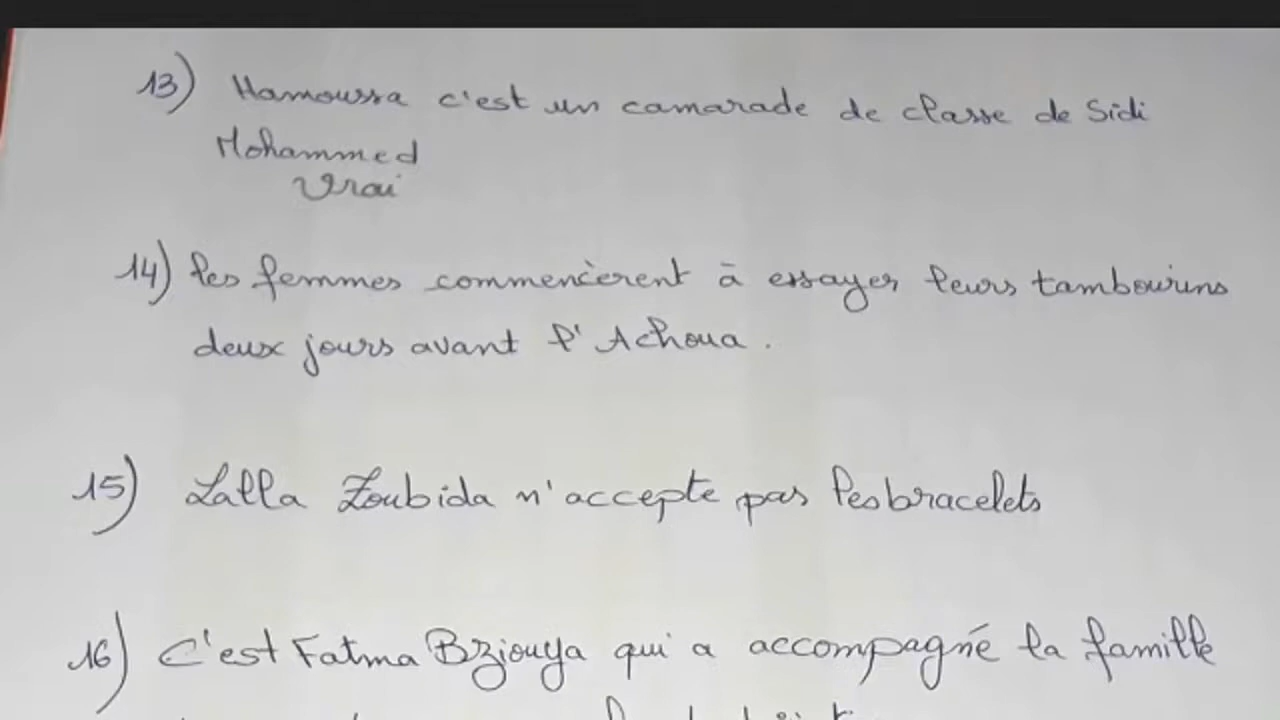 13) Hamoussa c'est un camarade de classe de Sidi
Mohammed
Vrai
14) les femmes commencèrent à essayer leurs tambourins
deux jours avant l'Achoua.
15) Lalla Zoubida n'accepte pas les bracelets
16) C'est Fatma Bziouya qui a accompagné la famille